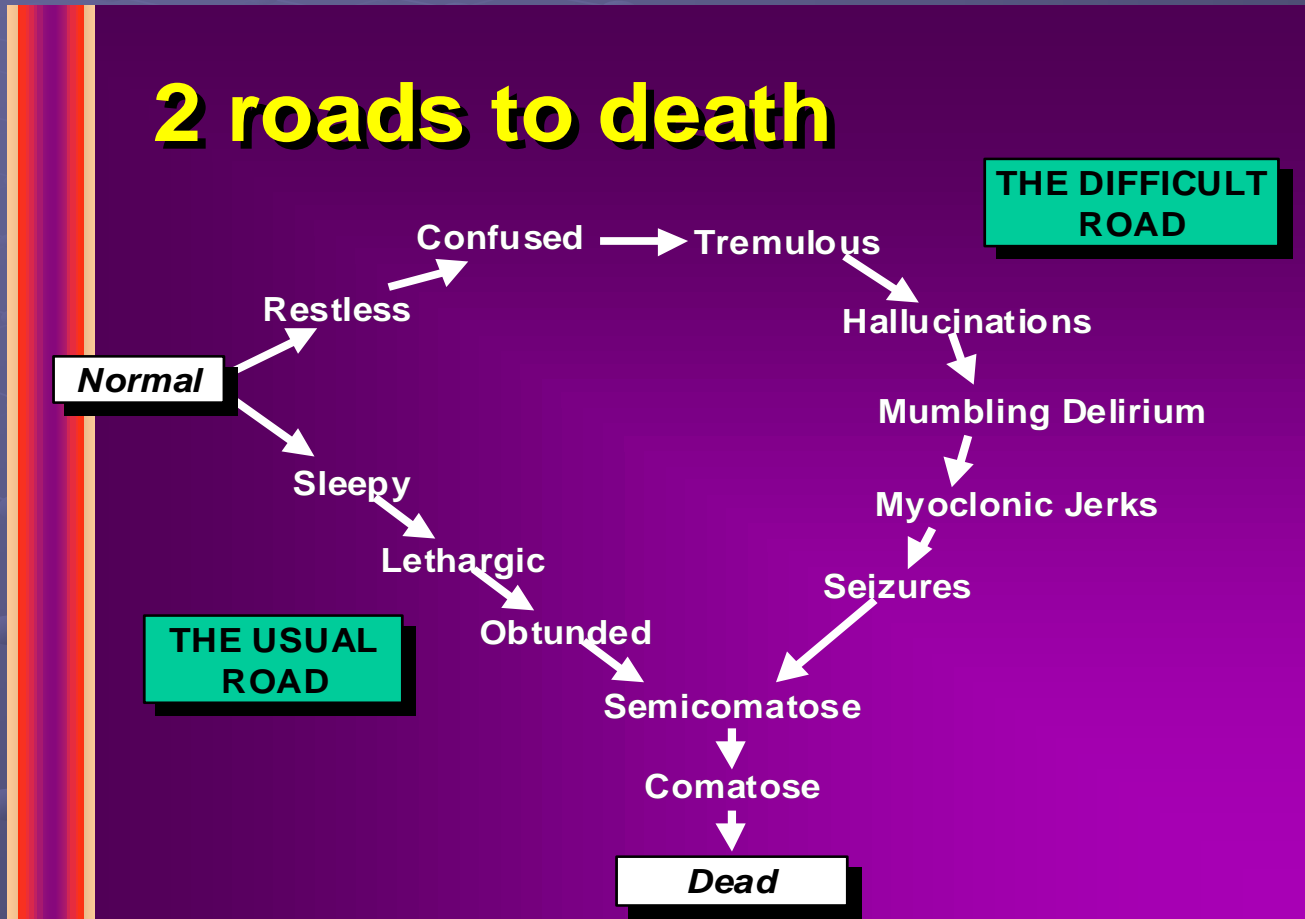 2 roads to death
THE DIFFICULT
ROAD
Confused
Tremulous
Restless
Hallucinations
Normal
Mumbling Delirium
Sleepy
Myoclonic Jerks
Lethargic
Seizures
THE USUAL
ROAD
Obtunded
Semicomatose
Comatose
Dead